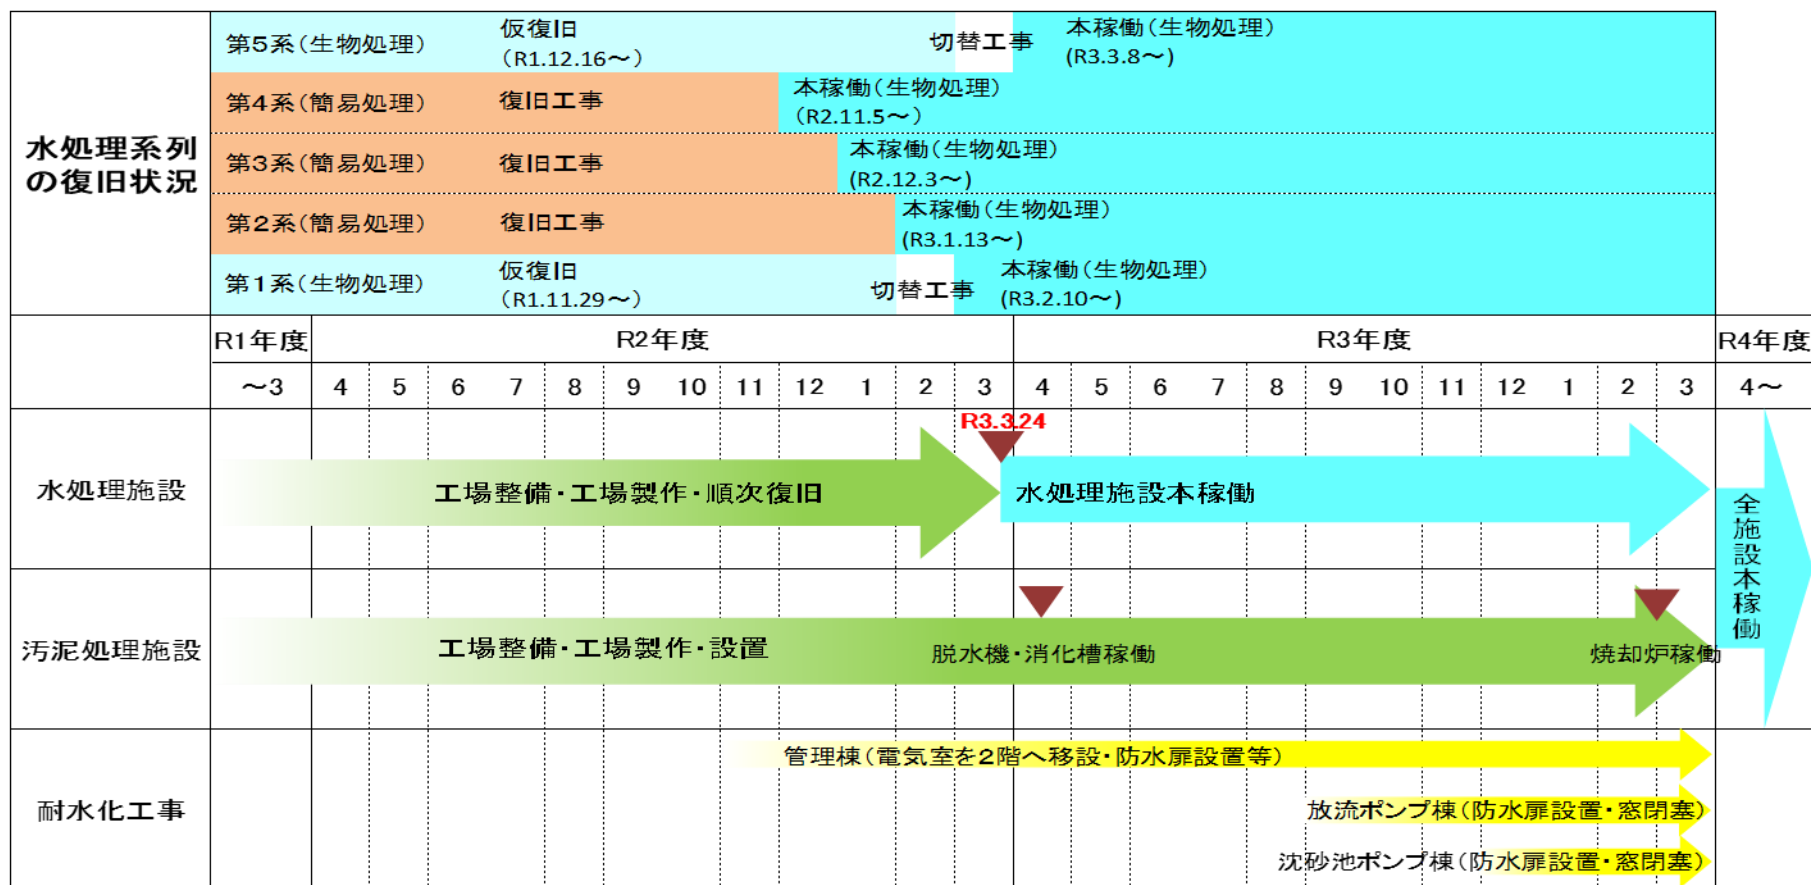 水処理系列
の復旧状況
第5系(生物処理)
仮復旧
(R1.12.16～)
切替工事
本稼働(生物処理)
(R3.3.8～)
第4系(簡易処理)
復旧工事
本稼働(生物処理)
(R2.11.5～)
第3系(簡易処理)
復旧工事
本稼働(生物処理)
(R2.12.3～)
第2系(簡易処理)
復旧工事
本稼働(生物処理)
(R3.1.13～)
第1系(生物処理)
仮復旧
(R1.11.29～)
切替工事
本稼働(生物処理)
(R3.2.10～)
R1年度 R2年度 R3年度 R4年度
～3 4 5 6 7 8 9 10 11 12 1 2 3 4 5 6 7 8 9 10 11 12 1 2 3 4～
R3.3.24
水処理施設
工場整備・工場製作・順次復旧
水処理施設本稼働
全施設本稼働
汚泥処理施設
工場整備・工場製作・設置
脱水機・消化槽稼働
焼却炉稼働
耐水化工事
管理棟(電気室を2階へ移設・防水扉設置等)
放流ポンプ棟(防水扉設置・窓閉塞)
沈砂池ポンプ棟(防水扉設置・窓閉塞)